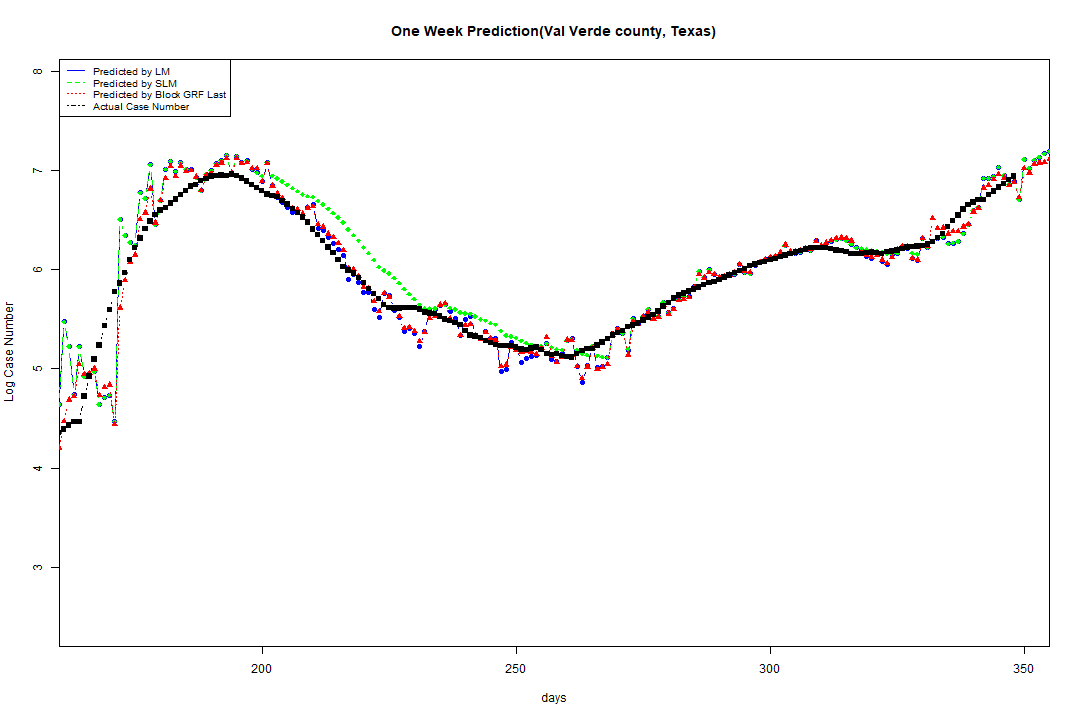 One Week Prediction(Val Verde county, Texas)
Predicted by LM
Predicted by SLM
Predicted by Block GRF Last
Actual Case Number
8
7
6
5
4
3
Log Case Number
200
250
300
350
days